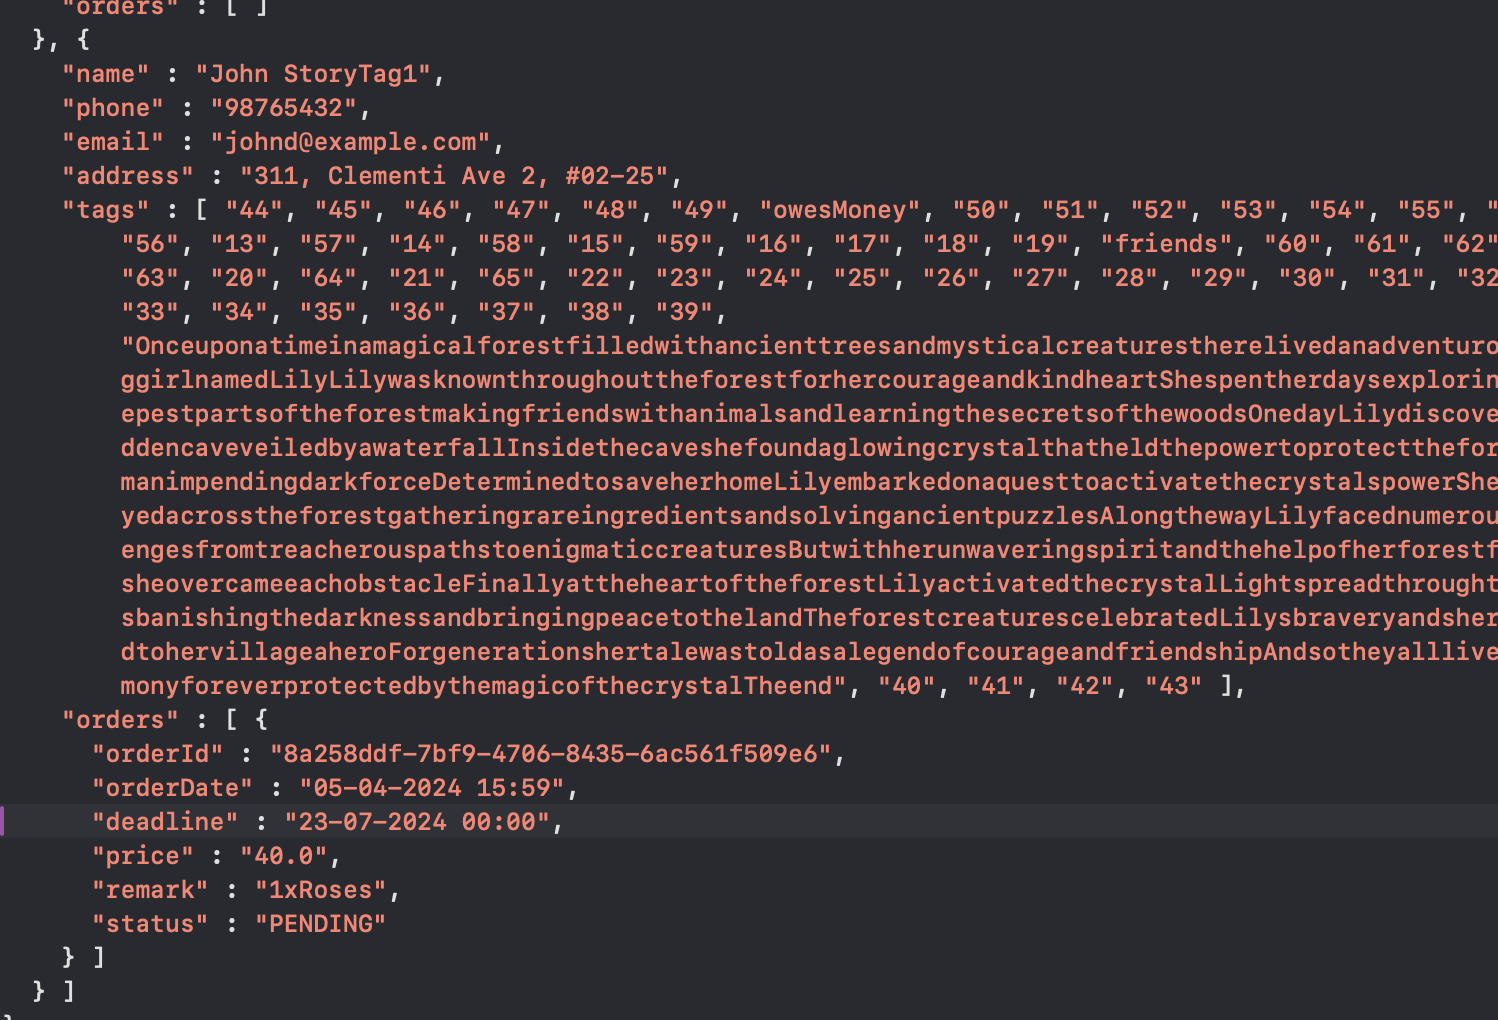 "orders" : [ ]
}, {
"name" : "John StoryTag1",
"phone" : "98765432",
"email" : "johnd@example.com",
"address" : "311, Clementi Ave 2, #02-25",
"tags" : [ "44", "45", "46", "47", "48", "49", "owesMoney", "50", "51", "52", "53", "54", "55", "
"56", "13", "57", "14", "58", "15", "59", "16", "17", "18", "19", "friends", "60", "61", "62"
"63", "20", "64", "21", "65", "22", "23", "24", "25", "26", "27", "28", "29", "30", "31", "32
"33", "34", "35", "36", "37", "38", "39",
"Onceuponatimeinamagicalforestfilledwithancienttreesandmysticalcreaturestherelivedanadventuro
ggirlnamedLilyLilywasknownthroughouttheforestforhercourageandkindheartShespentherdaysexplorin
epestpartsoftheforestmakingfriendswithanimalsandlearningthesecretsofthewoodsOnedayLilydiscove
ddencaveveiledbyawaterfallInsidethecaveshefoundaglowingcrystalthatheldthepowertoprotectthefor
manimpendingdarkforceDeterminedtosaveherhomeLilyembarkedonaquesttoactivatethecrystalspowerShe
yedacrosstheforestgatheringrareingredientsandsolvingancientpuzzlesAlongthewayLilyfacednumerou
engesfromtreacherouspathstoenigmaticcreaturesButwithherunwaveringspiritandthehelpofherforestf
sheovercameeachobstacleFinallyattheheartoftheforestLilyactivatedthecrystalLightspreadthrought
sbanishingthedarknessandbringingpeacetothelandTheforestcreaturescelebratedLilysbraveryandsher
dtohervillageaheroForgenerationshertalewastoldasalegendofcourageandfriendshipAndsotheyalllive
monyforeverprotectedbythemagicofthecrystalTheend", "40", "41", "42", "43" ],
"orders" : [ {
"orderId" : "8a258ddf-7bf9-4706-8435-6ac561f509e6",
"orderDate" : "05-04-2024 15:59",
"deadline" : "23-07-2024 00:00",
"price" : "40.0",
"remark" : "1xRoses",
"status" : "PENDING"
} ]
} ]
}